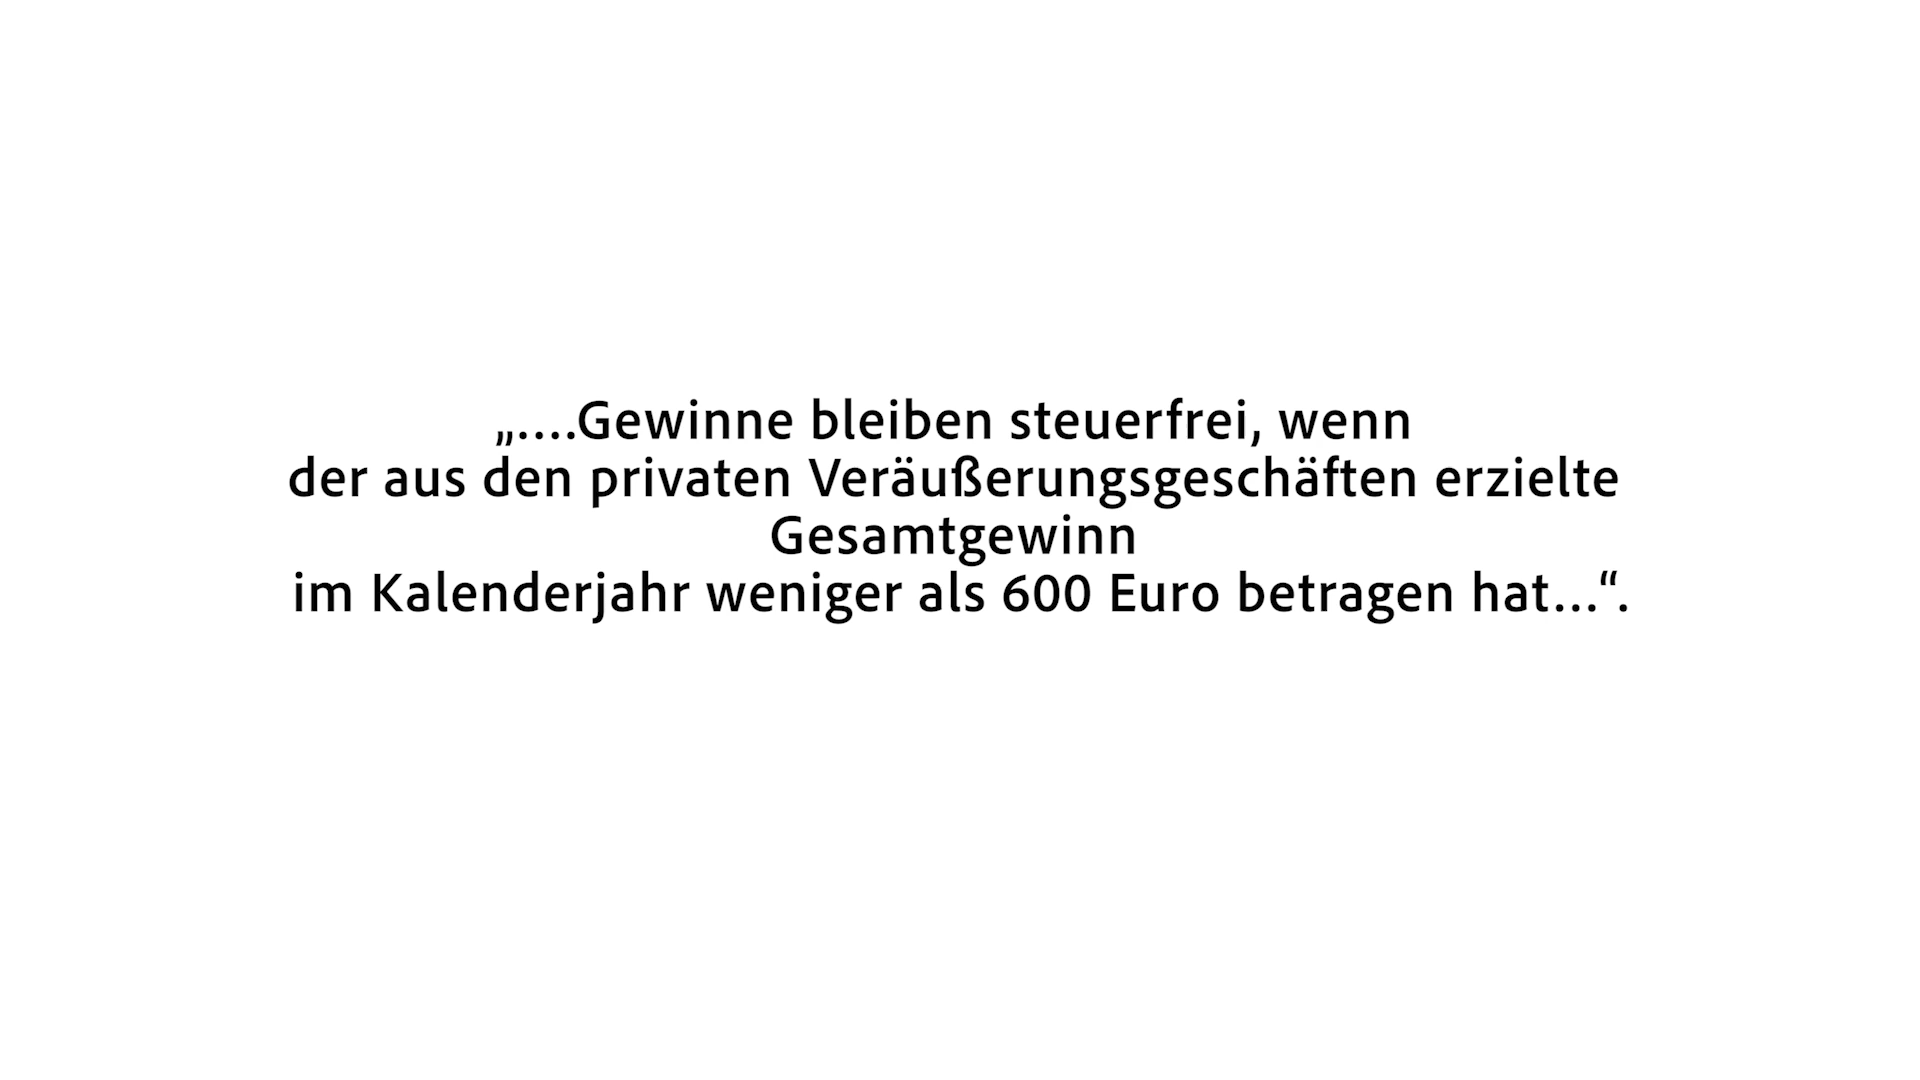 „….Gewinne bleiben steuerfrei, wenn
der aus den privaten Veräußerungsgeschäften erzielte
Gesamtgewinn
im Kalenderjahr weniger als 600 Euro betragen hat…“.